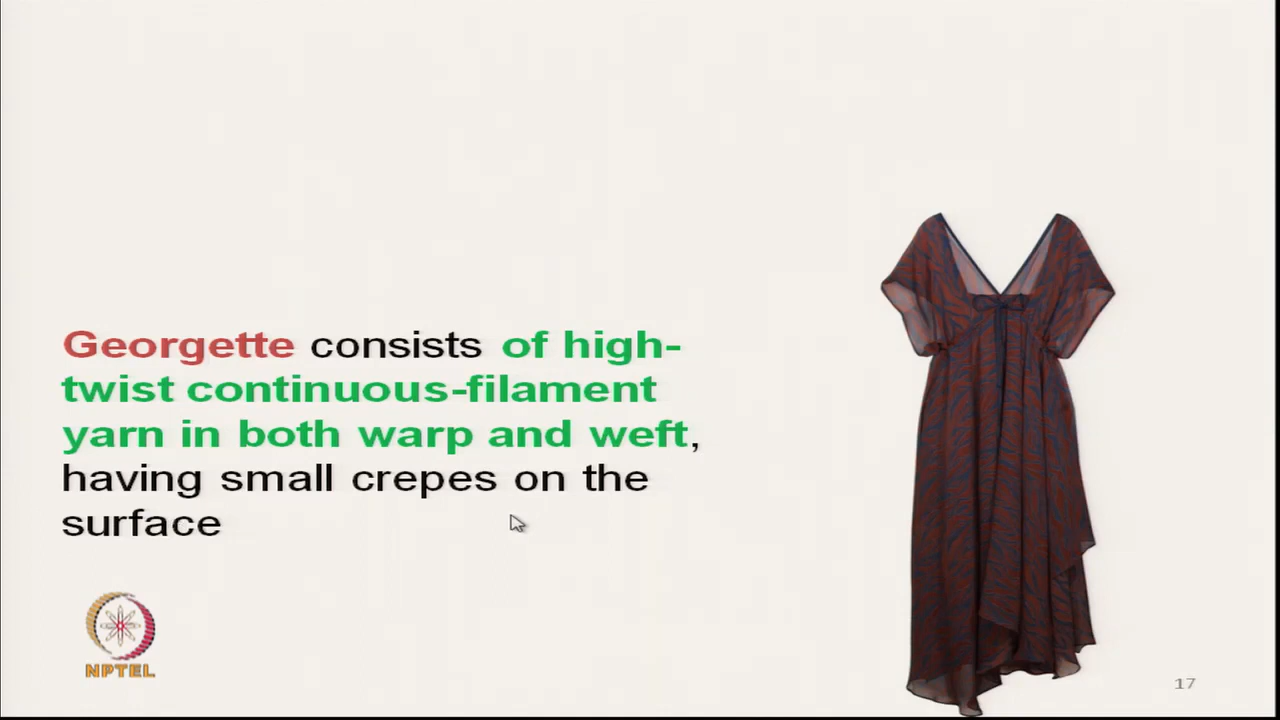 Georgette consists of high-
twist continuous-filament
yarn in both warp and weft,
having small crepes on the
surface
NPTEL
17